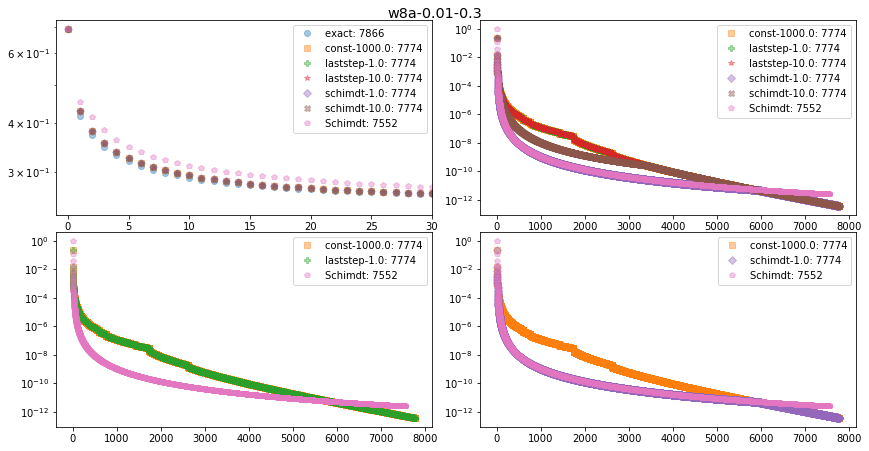 w8a-0.01-0.3
6 × 10⁻¹
4 × 10⁻¹
3 × 10⁻¹
0 5 10 15 20 25 30
exact: 7866
const-1000.0: 7774
laststep-1.0: 7774
laststep-10.0: 7774
schimdt-1.0: 7774
schimdt-10.0: 7774
Schimdt: 7552
10⁰
10⁻²
10⁻⁴
10⁻⁶
10⁻⁸
10⁻¹⁰
10⁻¹²
0 1000 2000 3000 4000 5000 6000 7000 8000
const-1000.0: 7774
laststep-1.0: 7774
laststep-10.0: 7774
schimdt-1.0: 7774
schimdt-10.0: 7774
Schimdt: 7552
10⁰
10⁻²
10⁻⁴
10⁻⁶
10⁻⁸
10⁻¹⁰
10⁻¹²
0 1000 2000 3000 4000 5000 6000 7000 8000
const-1000.0: 7774
laststep-1.0: 7774
Schimdt: 7552
10⁰
10⁻²
10⁻⁴
10⁻⁶
10⁻⁸
10⁻¹⁰
10⁻¹²
0 1000 2000 3000 4000 5000 6000 7000 8000
const-1000.0: 7774
schimdt-1.0: 7774
Schimdt: 7552